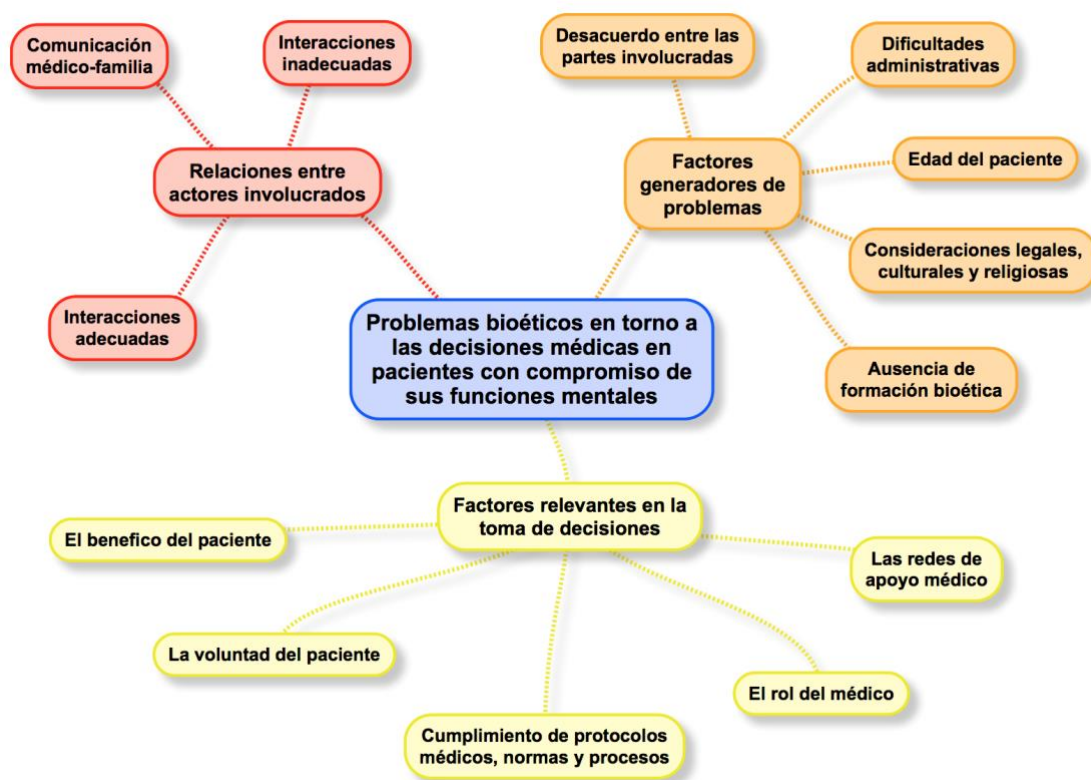 Comunicación
médico-familia
Interacciones
inadecuadas
Relaciones entre
actores involucrados
Interacciones
adecuadas
Desacuerdo entre las
partes involucradas
Dificultades
administrativas
Factores
generadores de
problemas
Edad del paciente
Consideraciones legales,
culturales y religiosas
Ausencia de
formación bioética
Problemas bioéticos en torno a
las decisiones médicas en
pacientes con compromiso de
sus funciones mentales
Factores relevantes en la
toma de decisiones
El benefico del paciente
La voluntad del paciente
Cumplimiento de protocolos
médicos, normas y procesos
El rol del médico
Las redes de
apoyo médico